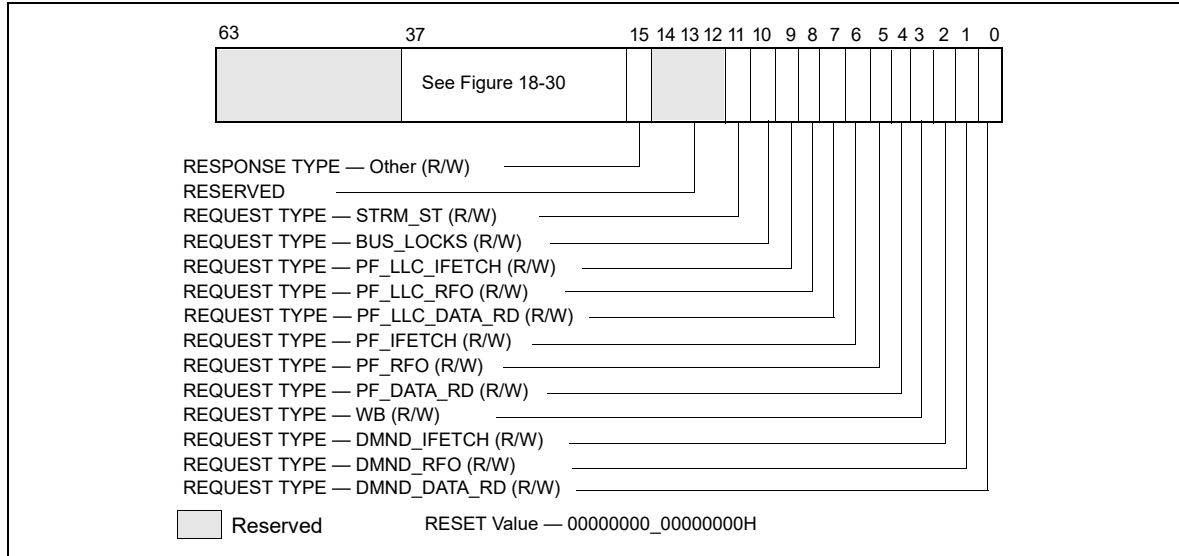 63 37 15 14 13 12 11 10 9 8 7 6 5 4 3 2 1 0
See Figure 18-30
RESPONSE TYPE — Other (R/W)
RESERVED
REQUEST TYPE — STRM_ST (R/W)
REQUEST TYPE — BUS_LOCKS (R/W)
REQUEST TYPE — PF_LLC_IFETCH (R/W)
REQUEST TYPE — PF_LLC_RFO (R/W)
REQUEST TYPE — PF_LLC_DATA_RD (R/W)
REQUEST TYPE — PF_IFETCH (R/W)
REQUEST TYPE — PF_RFO (R/W)
REQUEST TYPE — PF_DATA_RD (R/W)
REQUEST TYPE — WB (R/W)
REQUEST TYPE — DMND_IFETCH (R/W)
REQUEST TYPE — DMND_RFO (R/W)
REQUEST TYPE — DMND_DATA_RD (R/W)
Reserved RESET Value — 00000000_00000000H